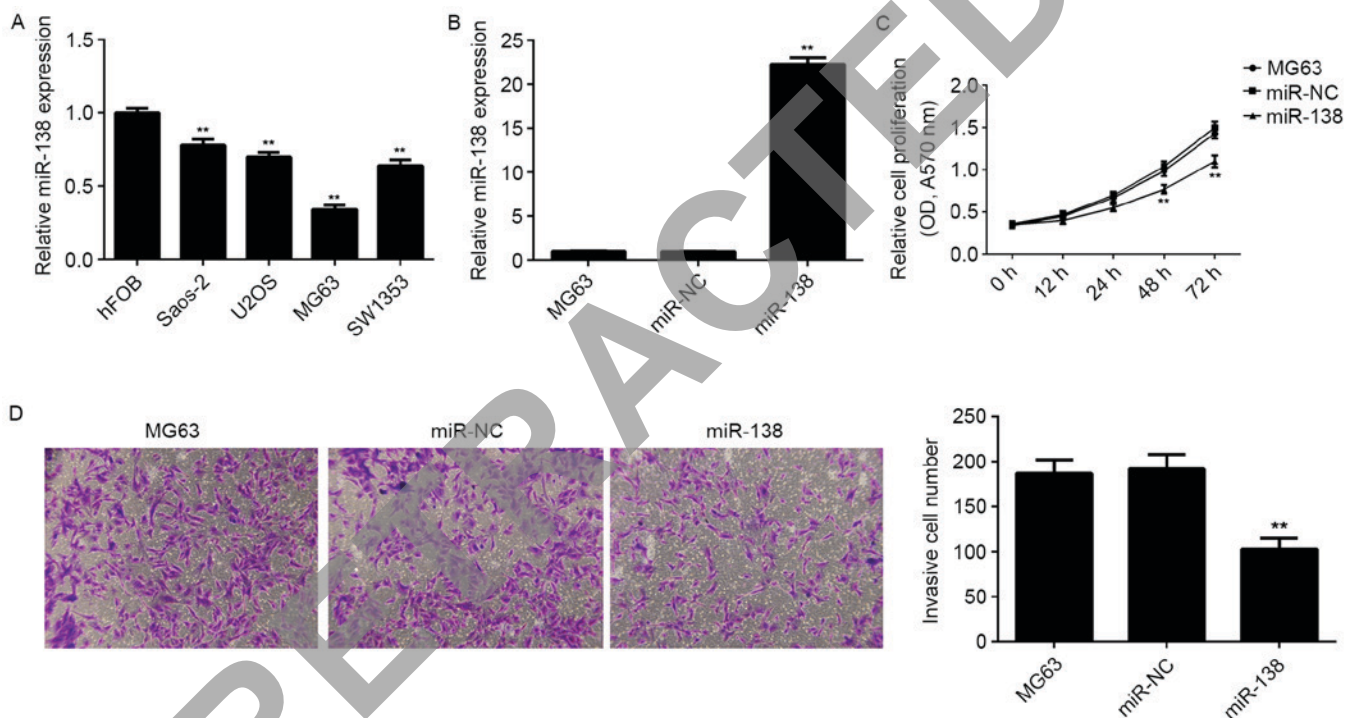 A
Relative miR-138 expression
1.5
1.0
0.5
0.0
**
**
**
**
hFOB
Saos-2
U2OS
MG63
SW1353
B
Relative miR-138 expression
25
20
15
10
5
0
**
MG63
miR-NC
miR-138
C
Relative cell proliferation
(OD, A570 nm)
2.0
1.5
1.0
0.5
0.0
**
**
0 h
12 h
24 h
48 h
72 h
MG63
miR-NC
miR-138
D
MG63
miR-NC
miR-138
Invasive cell number
250
200
150
100
50
0
**
MG63
miR-NC
miR-138